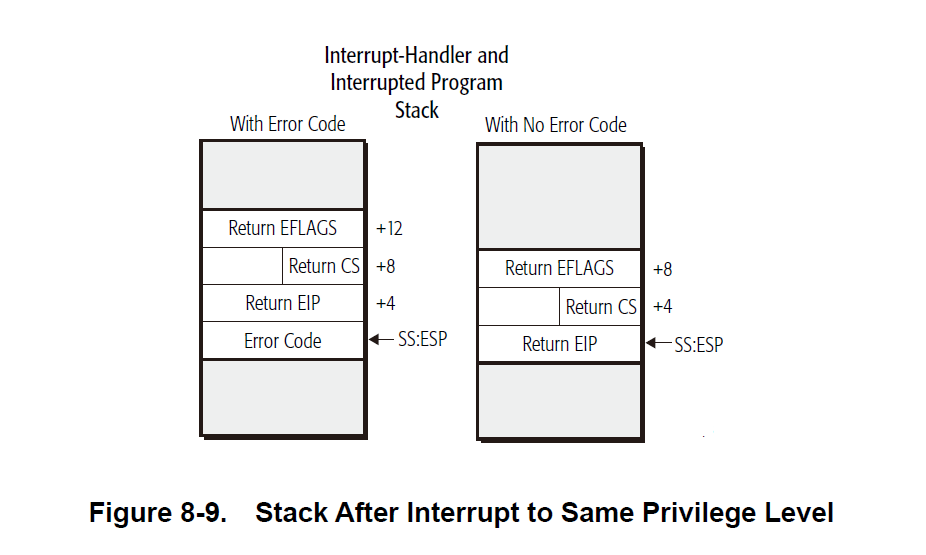 Interrupt-Handler and
Interrupted Program
Stack
With Error Code
Return EFLAGS +12
Return CS +8
Return EIP +4
Error Code SS:ESP
With No Error Code
Return EFLAGS +8
Return CS +4
Return EIP SS:ESP
Figure 8-9. Stack After Interrupt to Same Privilege Level